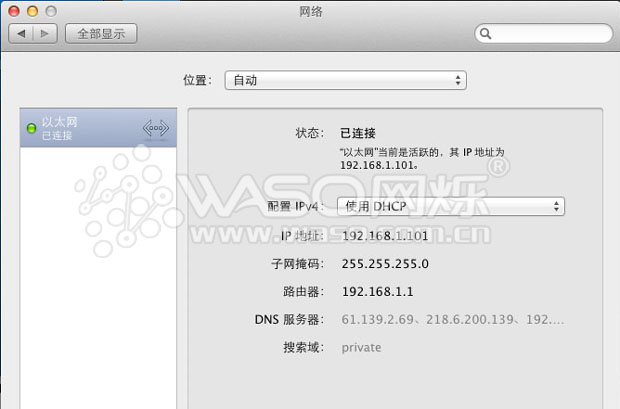 网络
全部显示
位置： 自动
以太网
已连接
状态： 已连接
“以太网”当前是活跃的，其 IP 地址为
192.168.1.101。
WASO网烁®
配置 IPv4： 使用 DHCP
www.waso.com.cn
IP 地址： 192.168.1.101
子网掩码： 255.255.255.0
路由器： 192.168.1.1
DNS 服务器： 61.139.2.69、218.6.200.139、192....
搜索域： private